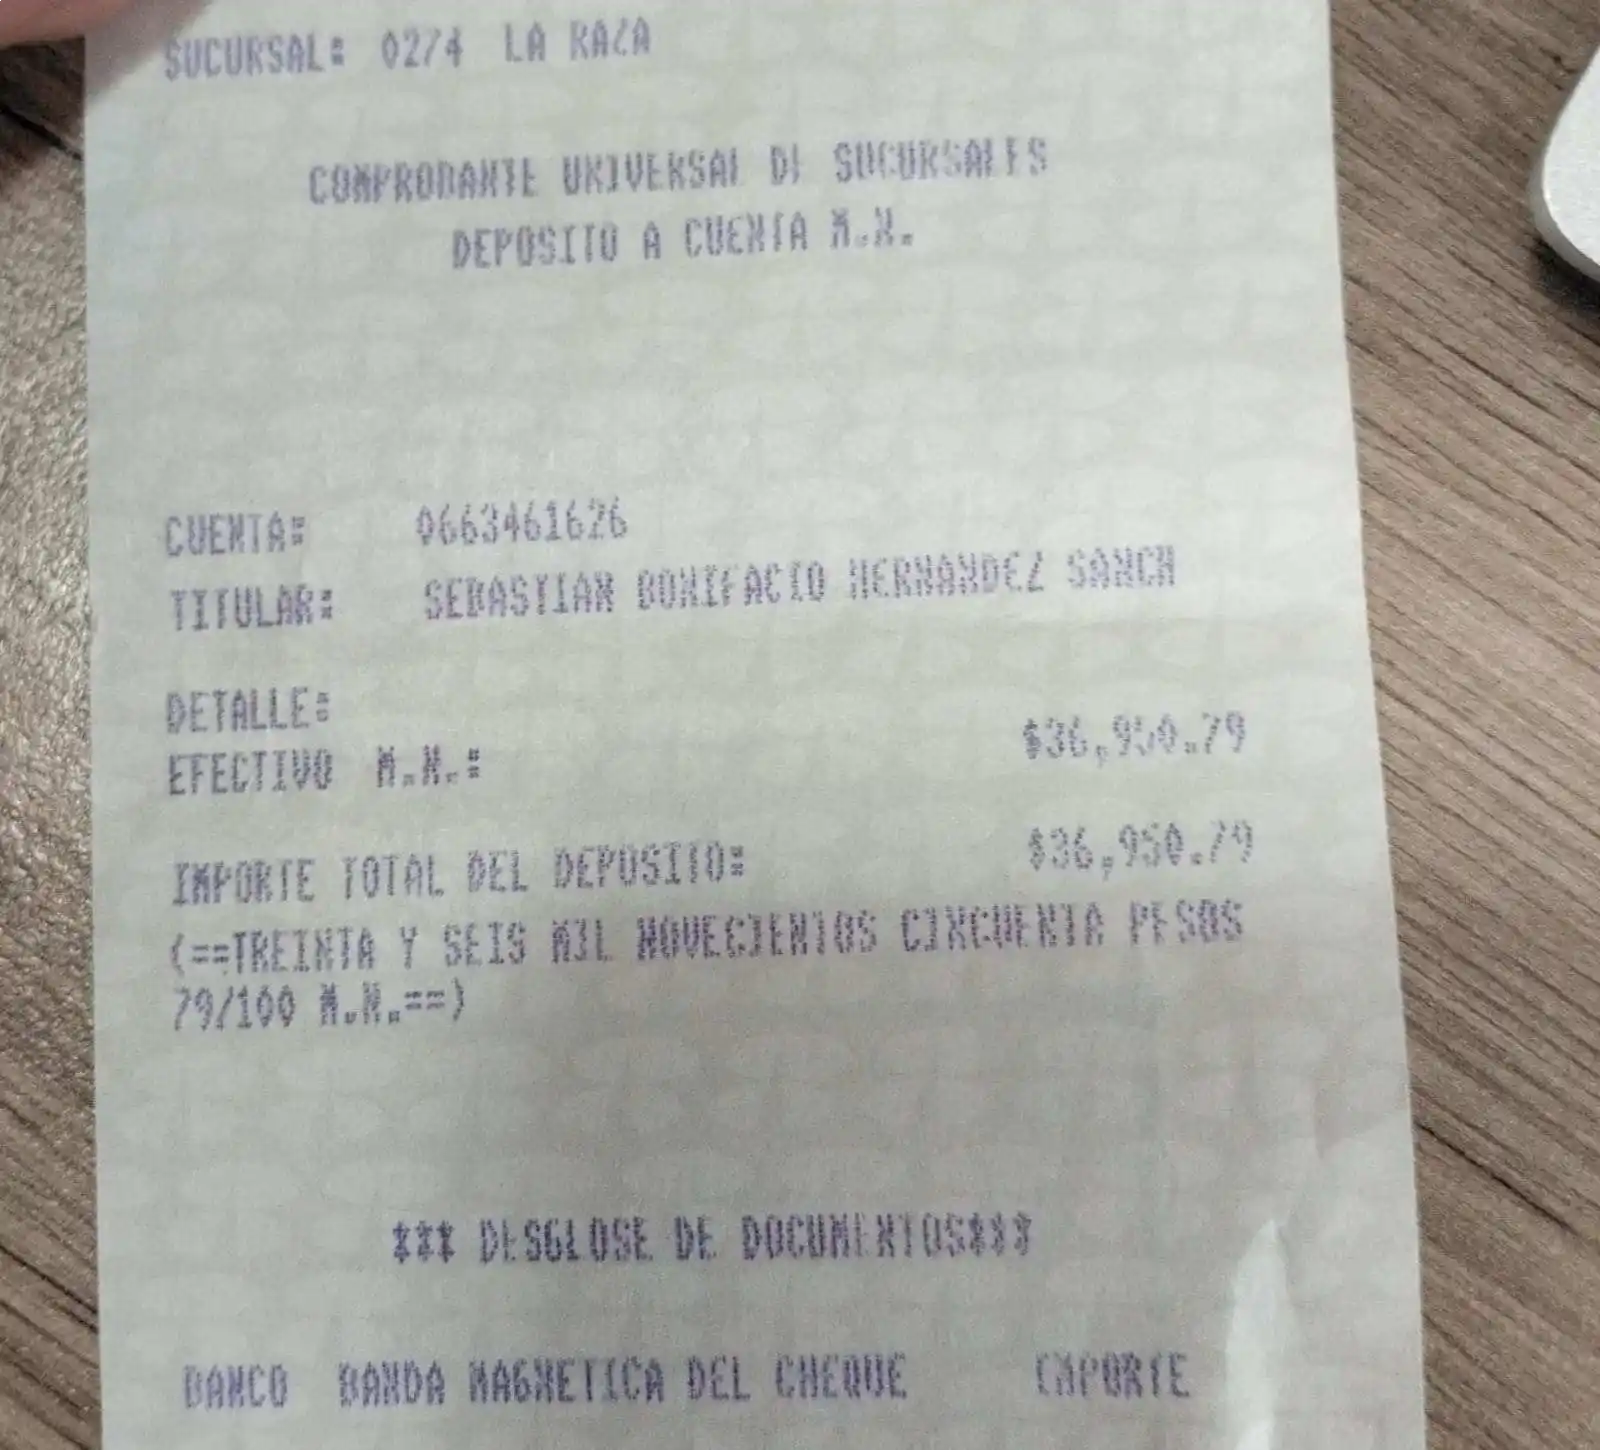 SUCURSAL: 0274 LA RAZA
COMPROBANTE UNIVERSAL DE SUCURSALES
DEPOSITO A CUENTA M.N.
CUENTA: 0663461626
TITULAR: SEBASTIAN BONIFACIO HERNANDEZ SANCH
DETALLE:
EFECTIVO M.N.: $36,950.79
IMPORTE TOTAL DEL DEPOSITO: $36,950.79
(==TREINTA Y SEIS MIL NOVECIENTOS CINCUENTA PESOS
79/100 M.N.==)
*** DESGLOSE DE DOCUMENTOS***
BANCO BANDA MAGNETICA DEL CHEQUE IMPORTE